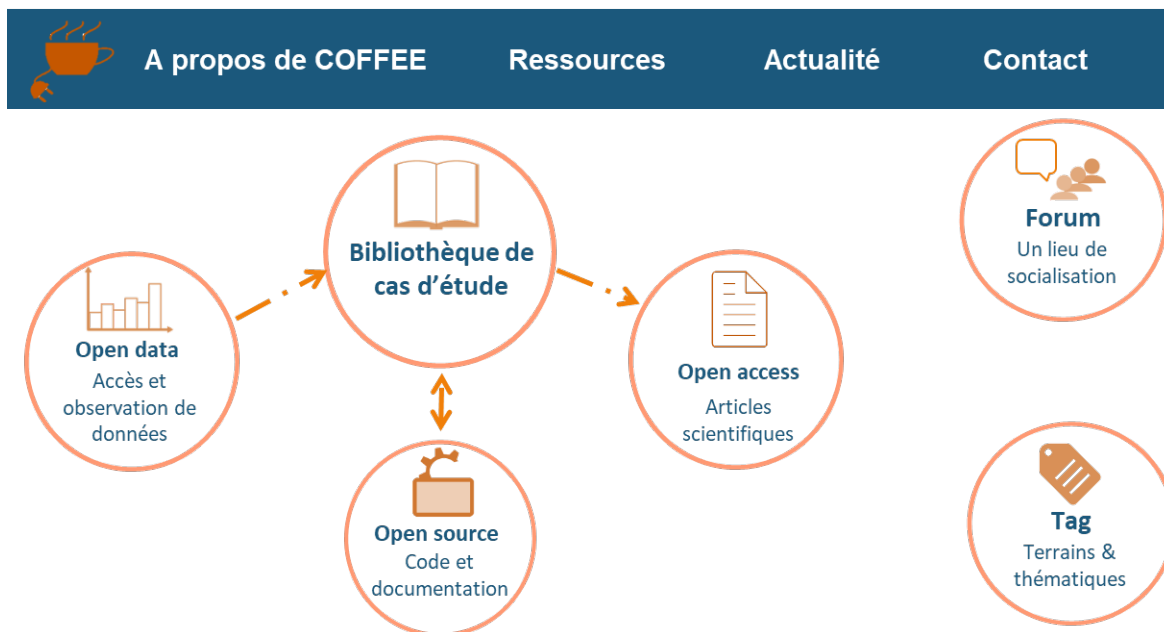 A propos de COFFEE
Ressources
Actualité
Contact
Bibliothèque de
cas d'étude
Open data
Accès et
observation de
données
Open access
Articles
scientifiques
Open source
Code et
documentation
Forum
Un lieu de
socialisation
Tag
Terrains &
thématiques